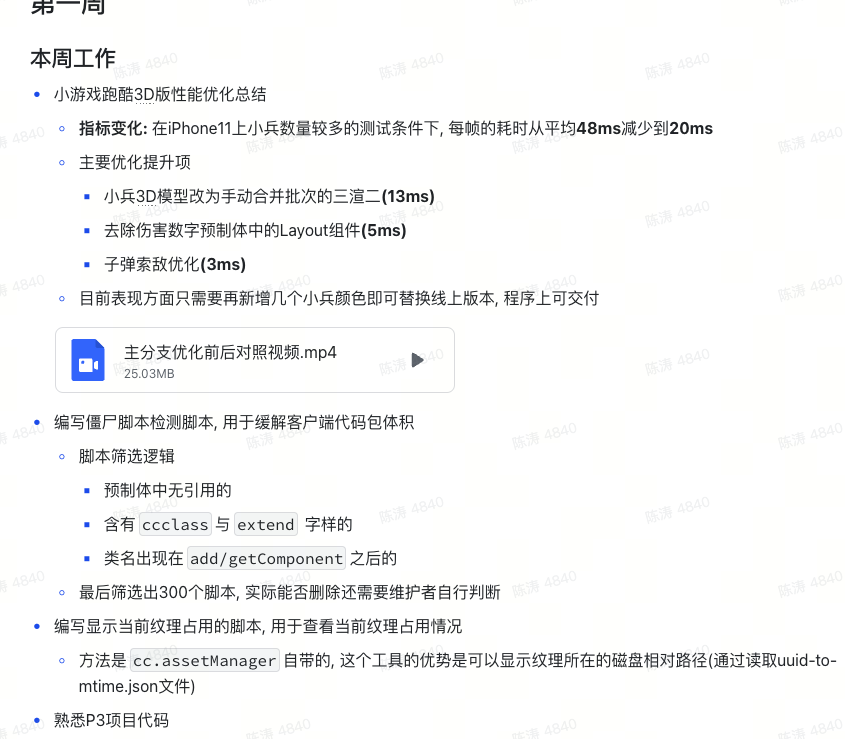 第一周
本周工作
小游戏跑酷3D版性能优化总结
指标变化: 在iPhone11上小兵数量较多的测试条件下, 每帧的耗时从平均48ms减少到20ms
主要优化提升项
小兵3D模型改为手动合并批次的三渲二(13ms)
去除伤害数字预制体中的Layout组件(5ms)
子弹索敌优化(3ms)
目前表现方面只需要再新增几个小兵颜色即可替换线上版本, 程序上可交付
主分支优化前后对照视频.mp4
25.03MB
编写僵尸脚本检测脚本, 用于缓解客户端代码包体积
脚本筛选逻辑
预制体中无引用的
含有 ccclass 与 extend 字样的
类名出现在 add/getComponent 之后的
最后筛选出300个脚本, 实际能否删除还需要维护者自行判断
编写显示当前纹理占用的脚本, 用于查看当前纹理占用情况
方法是 cc.assetManager 自带的, 这个工具的优势是可以显示纹理所在的磁盘相对路径(通过读取uuid-to-
mtime.json文件)
熟悉P3项目代码
陈涛 4840